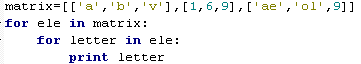 matrix=[['a','b','v'],[1,6,9],['ae','ol',9]]
for ele in matrix:
    for letter in ele:
        print letter